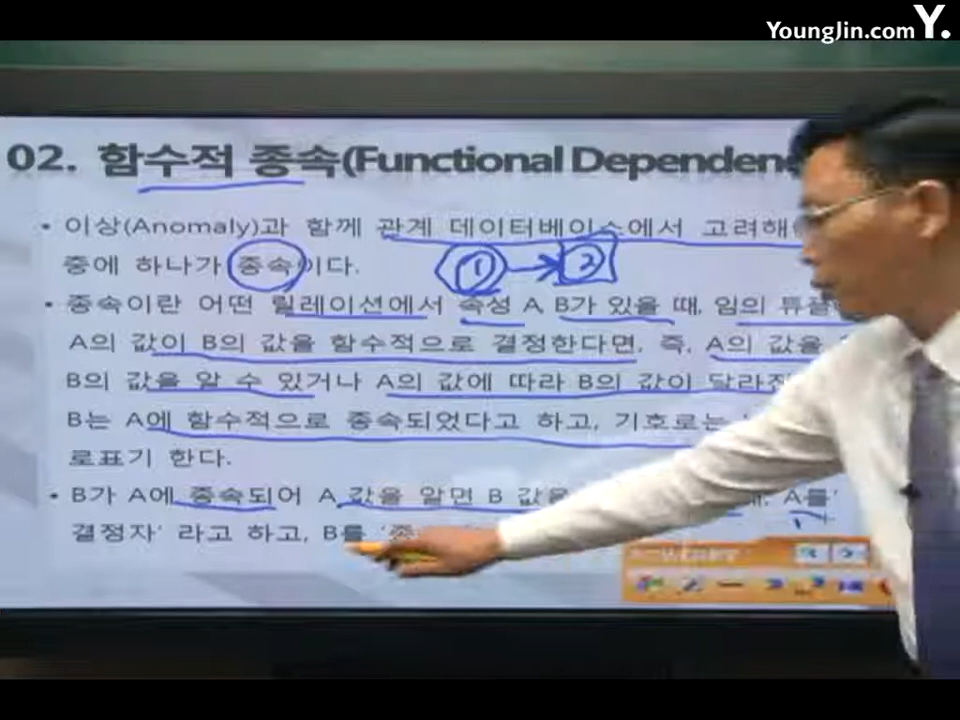 YoungJin.com Y.
02. 함수적 종속(Functional Dependen
• 이상(Anomaly)과 함께 관계 데이터베이스에서 고려해
① → ②
중에 하나가 종속이다.
• 종속이란 어떤 릴레이션에서 속성 A, B가 있을 때, 임의 튜플
A의 값이 B의 값을 함수적으로 결정한다면, 즉, A의 값을
B의 값을 알 수 있거나 A의 값에 따라 B의 값이
B는 A에 함수적으로 종속되었다고 하고, 기호로는
로표기 한다.
• B가 A에 종속되어 A 값을 알면 B 값을 A를'
결정자' 라고 하고, B를 '종